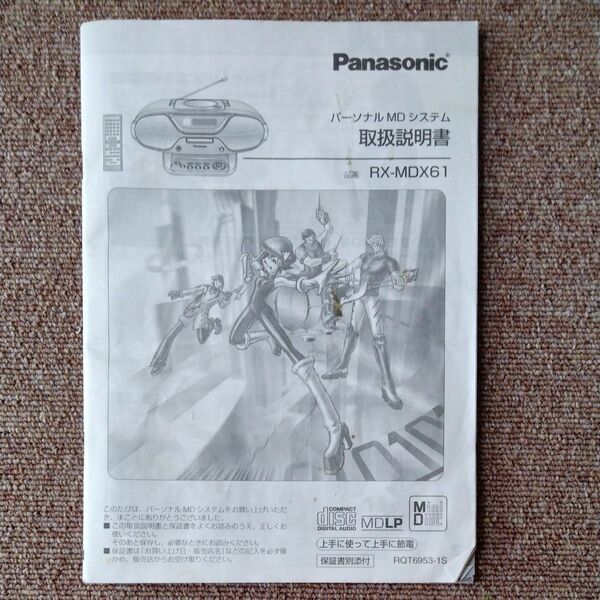 Panasonic
パーソナル MD システム
取扱説明書
品番 RX-MDX61
Panasonic
このたびは、パーソナル MD システムをお買い上げいただ
き、まことにありがとうございました。
■この取扱説明書と保証書をよくお読みのうえ、正しくお
使いください。
そのあと保存し、必要なときにお読みください。
■保証書は「お買い上げ日・販売店名」などの記入を必ず確
かめ、販売店からお受け取りください。
COMPACT
disc
DIGITAL AUDIO
MDLP
Mini
Disc
上手に使って上手に節電
保証書別添付
RQT6953-1S